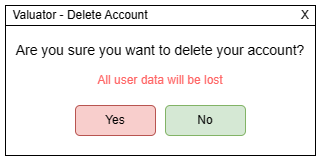 Valuator - Delete Account X
Are you sure you want to delete your account?
All user data will be lost
Yes No